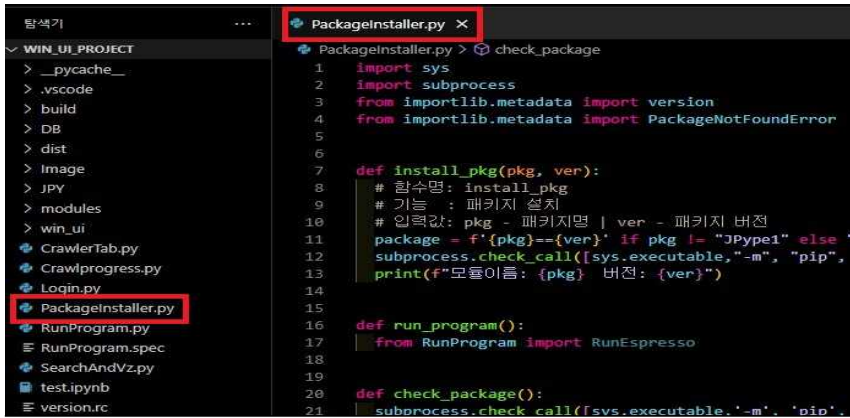 탐색기 ...
WIN_UI_PROJECT
__pycache__
.vscode
build
DB
dist
Image
JPY
modules
win_ui
CrawlerTab.py
Crawlprogress.py
Login.py
PackageInstaller.py
RunProgram.py
RunProgram.spec
SearchAndVz.py
test.ipynb
version.rc
PackageInstaller.py ×
PackageInstaller.py > check_package
1 import sys
2 import subprocess
3 from importlib.metadata import version
4 from importlib.metadata import PackageNotFoundError
5
6
7 def install_pkg(pkg, ver):
8 # 함수명: install_pkg
9 # 기능 : 패키지 설치
10 # 입력값: pkg - 패키지명 | ver - 패키지 버전
11 package = f'{pkg}=={ver}' if pkg != "JPype1" else "
12 subprocess.check_call([sys.executable,"-m", "pip",
13 print(f"모듈이름: {pkg} 버전: {ver}")
14
15
16 def run_program():
17 from RunProgram import RunEspresso
18
19
20 def check_package():
21 subprocess.check_call([sys.executable,'-m', 'pip',